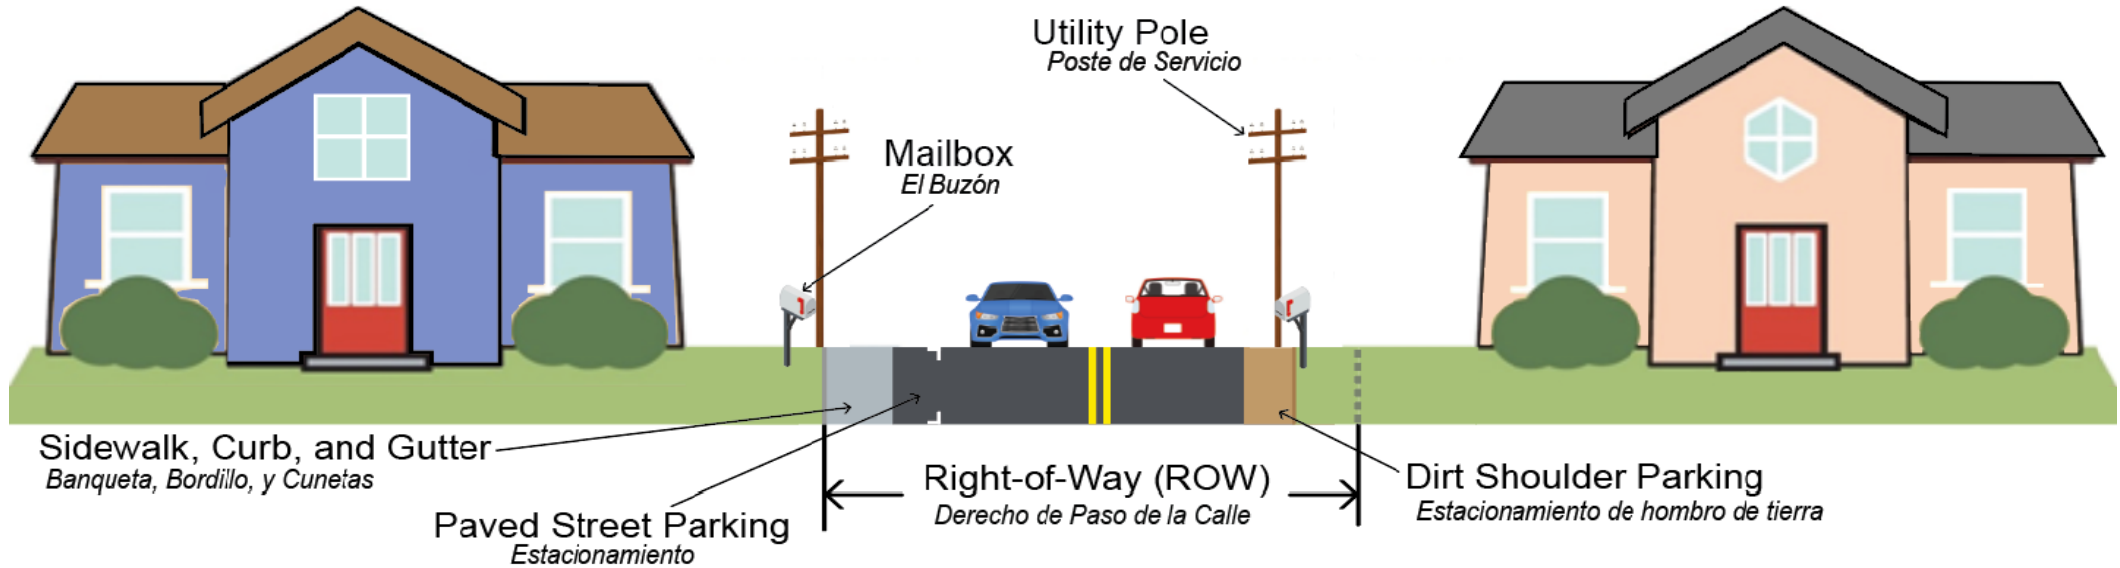 Utility Pole
Poste de Servicio
Mailbox
El Buzón
Sidewalk, Curb, and Gutter
Banqueta, Bordillo, y Cunetas
Paved Street Parking
Estacionamiento
Right-of-Way (ROW)
Derecho de Paso de la Calle
Dirt Shoulder Parking
Estacionamiento de hombro de tierra